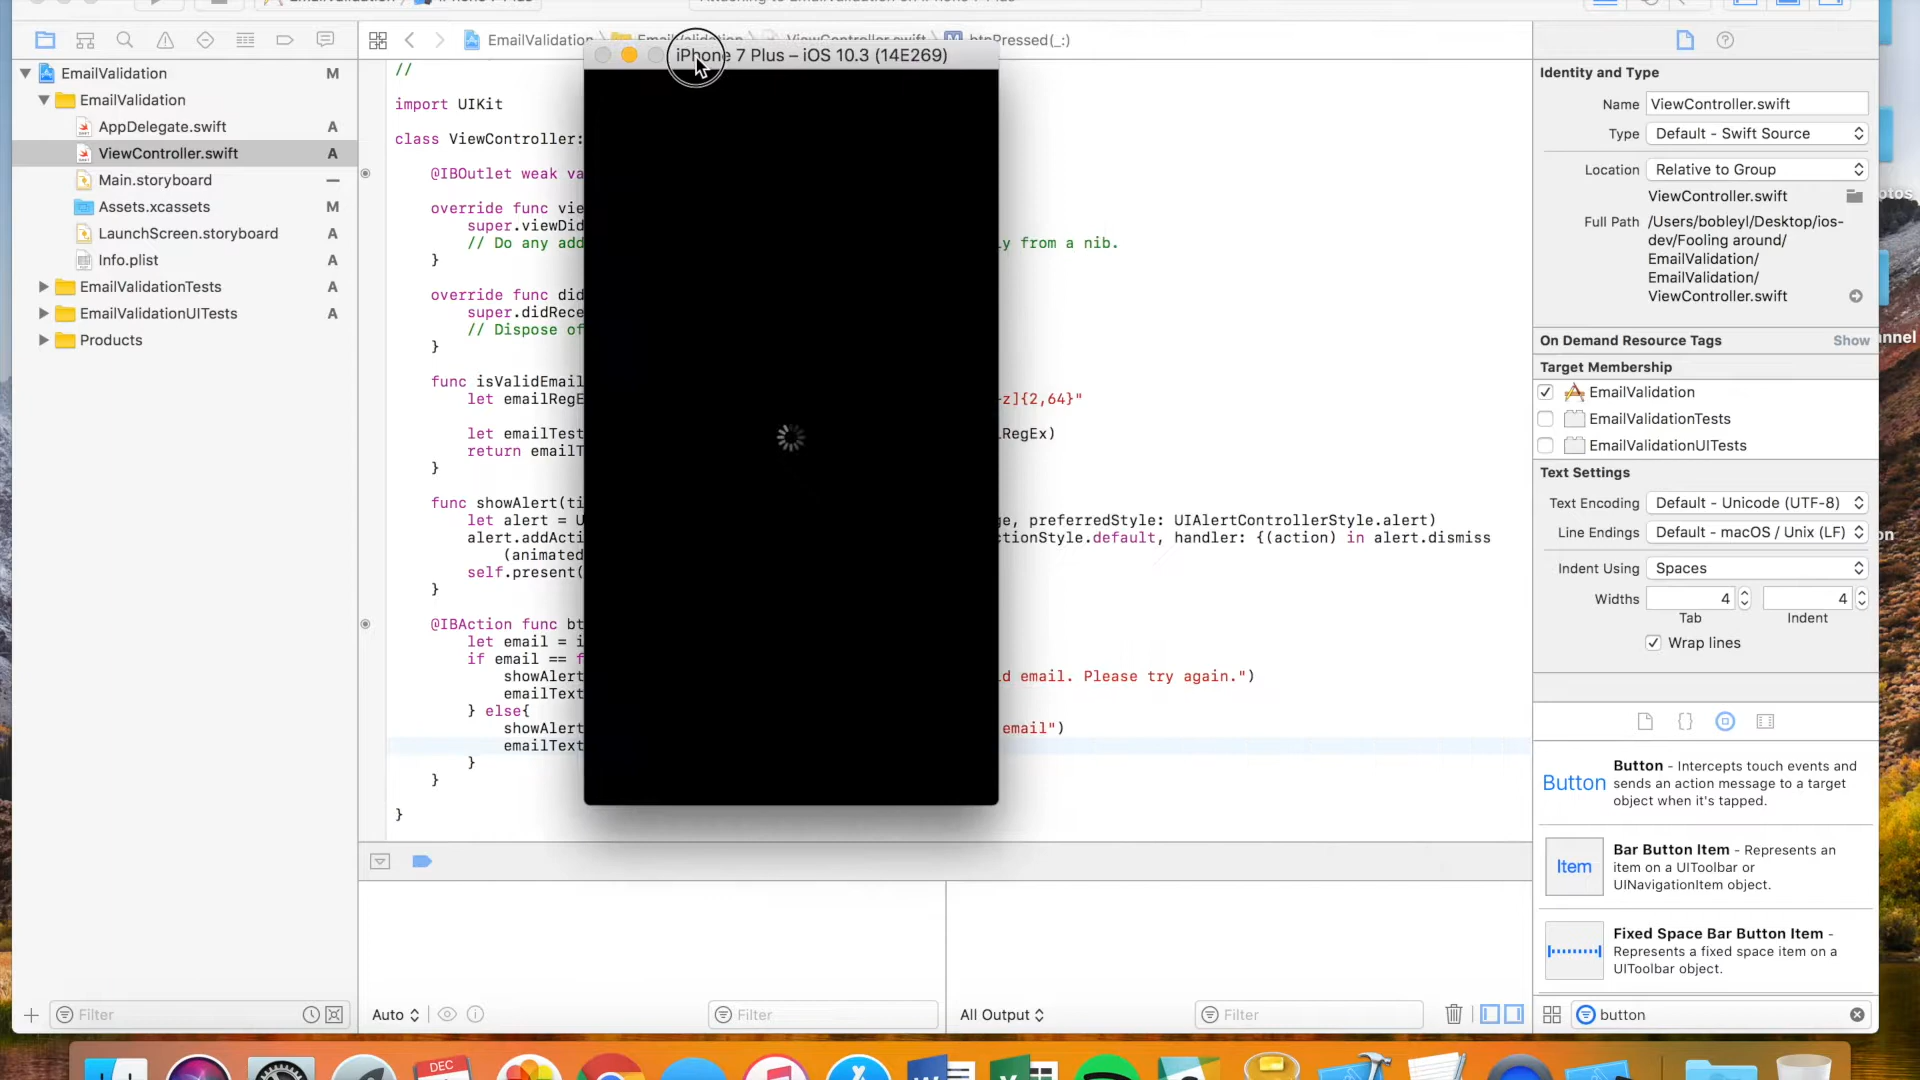 EmailValidation
ViewController.swift
btnPressed(_:)
EmailValidation M
EmailValidation
AppDelegate.swift A
ViewController.swift A
Main.storyboard —
Assets.xcassets M
LaunchScreen.storyboard A
Info.plist A
EmailValidationTests A
EmailValidationUITests A
Products
iPhone 7 Plus – iOS 10.3 (14E269)
//
import UIKit
class ViewController:
@IBOutlet weak va
override func vie
super.viewDid
// Do any add
y from a nib.
}
override func did
super.didRece
// Dispose of
}
func isValidEmail
let emailRegE
-z]{2,64}"
let emailTest
lRegEx)
return emailT
}
func showAlert(ti
let alert = U
ge, preferredStyle: UIAlertControllerStyle.alert)
alert.addActi
ctionStyle.default, handler: {(action) in alert.dismiss
(animated
self.present(
}
@IBAction func bt
let email = i
if email == f
showAlert
d email. Please try again.")
emailText
} else{
showAlert
email")
emailText
}
}
}
Identity and Type
Name ViewController.swift
Type Default - Swift Source
Location Relative to Group
ViewController.swift
Full Path /Users/bobleyl/Desktop/ios-
dev/Fooling around/
EmailValidation/
EmailValidation/
ViewController.swift
On Demand Resource Tags Show
Target Membership
EmailValidation
EmailValidationTests
EmailValidationUITests
Text Settings
Text Encoding Default - Unicode (UTF-8)
Line Endings Default - macOS / Unix (LF)
Indent Using Spaces
Widths 4 4
Tab Indent
Wrap lines
Button Button - Intercepts touch events and
sends an action message to a target
object when it's tapped.
Item Bar Button Item - Represents an
item on a UIToolbar or
UINavigationItem object.
Fixed Space Bar Button Item -
Represents a fixed space item on a
UIToolbar object.
Filter
Auto
Filter
All Output
Filter
button
DEC